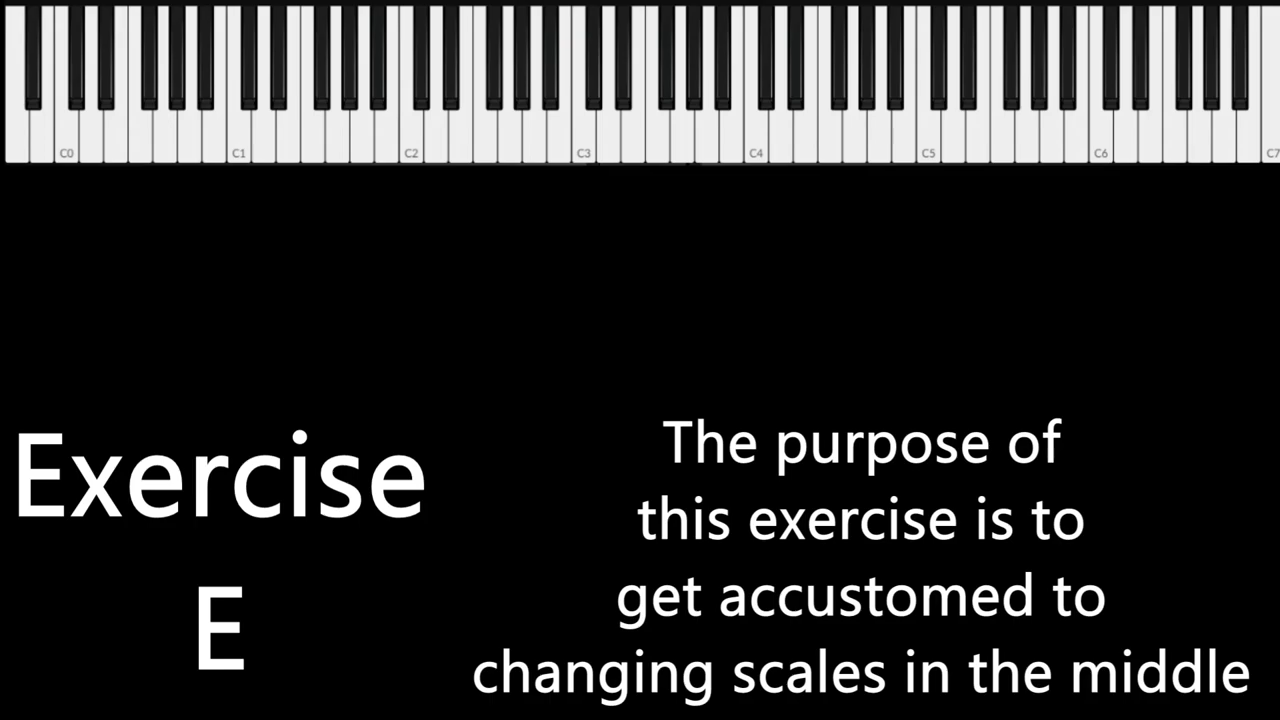 C0 C1 C2 C3 C4 C5 C6 C7
Exercise
E
The purpose of
this exercise is to
get accustomed to
changing scales in the middle